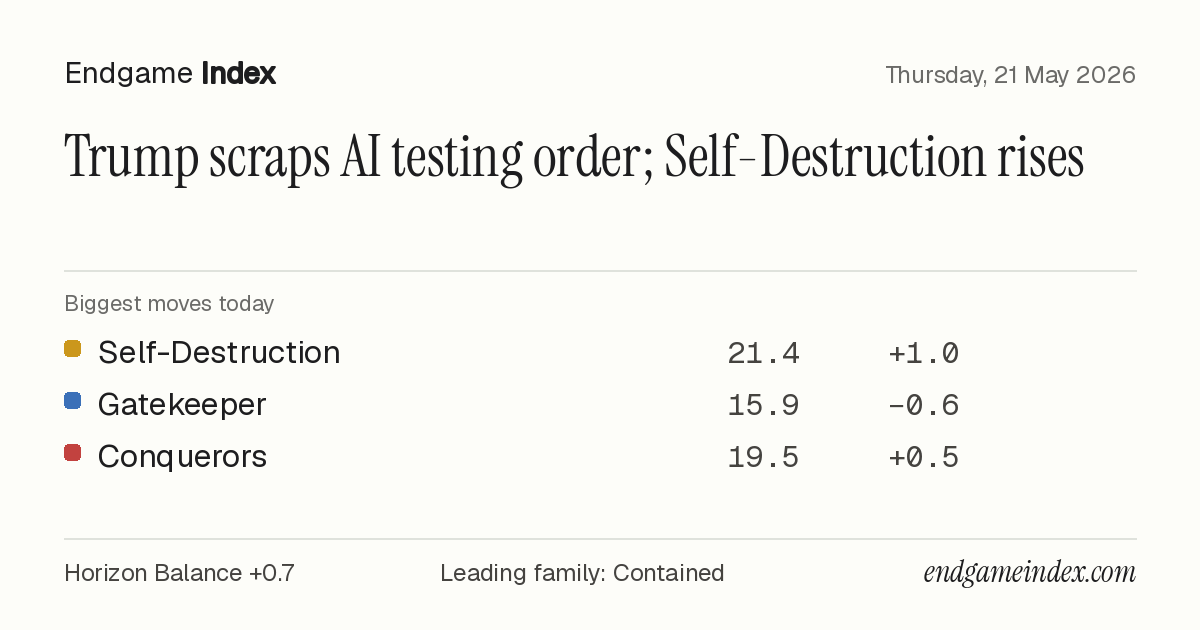 Endgame Index
Thursday, 21 May 2026
Trump scraps AI testing order; Self-Destruction rises
Biggest moves today
Self-Destruction 21.4 +1.0
Gatekeeper 15.9 −0.6
Conquerors 19.5 +0.5
Horizon Balance +0.7
Leading family: Contained
endgameindex.com